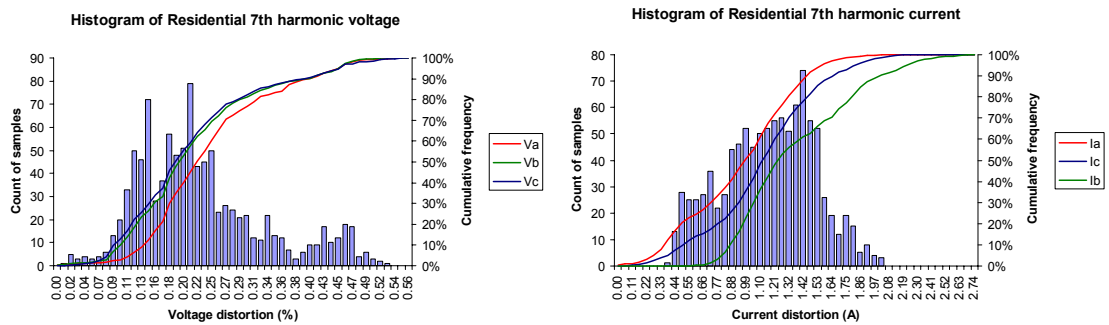 Histogram of Residential 7th harmonic voltage
Count of samples
90
80
70
60
50
40
30
20
10
0
100%
90%
80%
70%
60%
50%
40%
30%
20%
10%
0%
Cumulative frequency
Va
Vb
Vc
0.00 0.02 0.04 0.05 0.07 0.09 0.11 0.13 0.15 0.16 0.18 0.20 0.22 0.24 0.25 0.27 0.29 0.31 0.33 0.34 0.36 0.38 0.40 0.42 0.44 0.45 0.47 0.49 0.51 0.52 0.54 0.56
Voltage distortion (%)
Histogram of Residential 7th harmonic current
Count of samples
80
70
60
50
40
30
20
10
0
100%
90%
80%
70%
60%
50%
40%
30%
20%
10%
0%
Cumulative frequency
Ia
Ic
Ib
0.00 0.11 0.22 0.33 0.44 0.55 0.66 0.77 0.88 0.99 1.10 1.21 1.31 1.42 1.53 1.64 1.75 1.86 1.97 2.08 2.19 2.30 2.41 2.52 2.63 2.74
Current distortion (A)